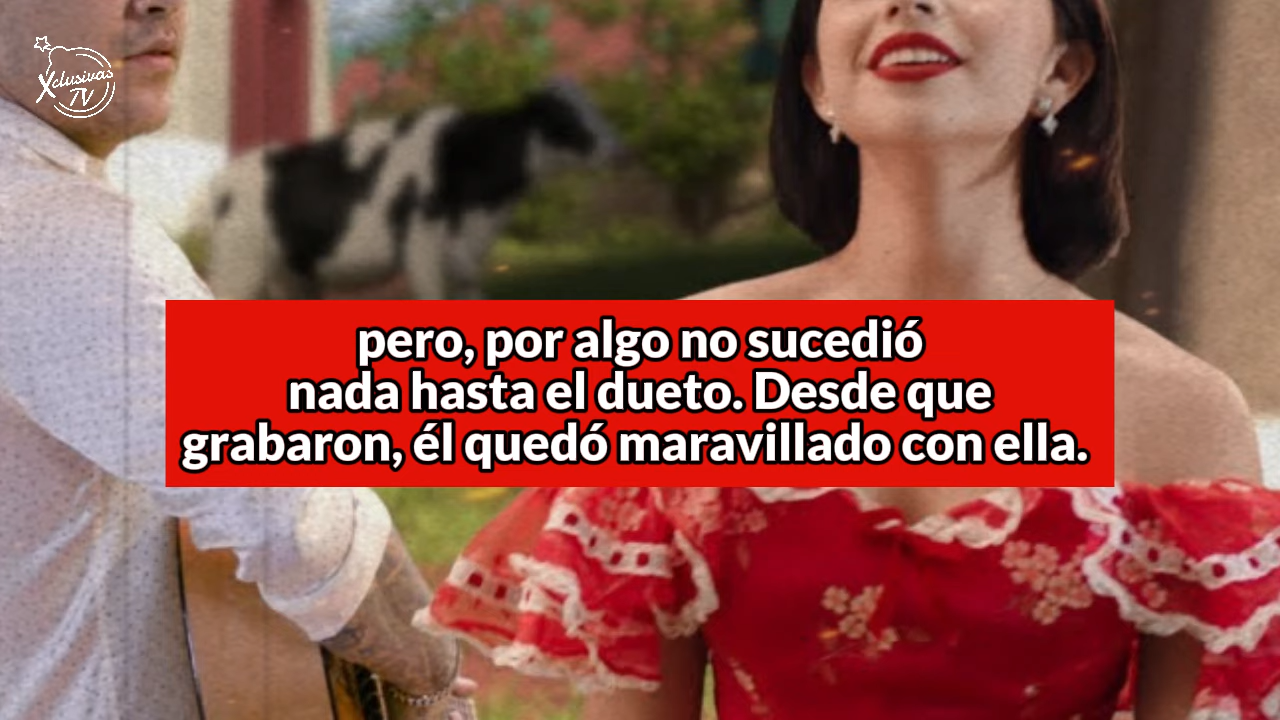 Xclusivas
TV
pero, por algo no sucedió
nada hasta el dueto. Desde que
grabaron, él quedó maravillado con ella.